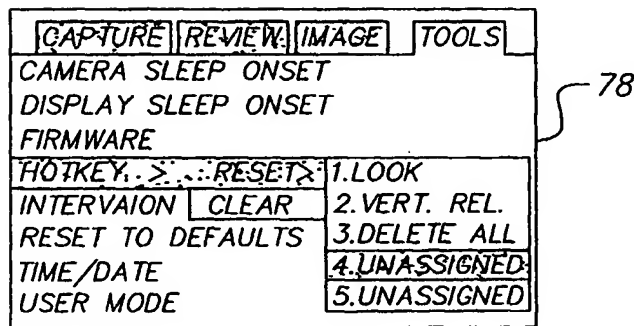 CAPTURE REVIEW IMAGE TOOLS
CAMERA SLEEP ONSET
DISPLAY SLEEP ONSET
78
FIRMWARE
HOTKEY > RESET> 1.LOOK
INTERVAION CLEAR 2.VERT. REL.
RESET TO DEFAULTS 3.DELETE ALL
TIME/DATE 4.UNASSIGNED
USER MODE 5.UNASSIGNED